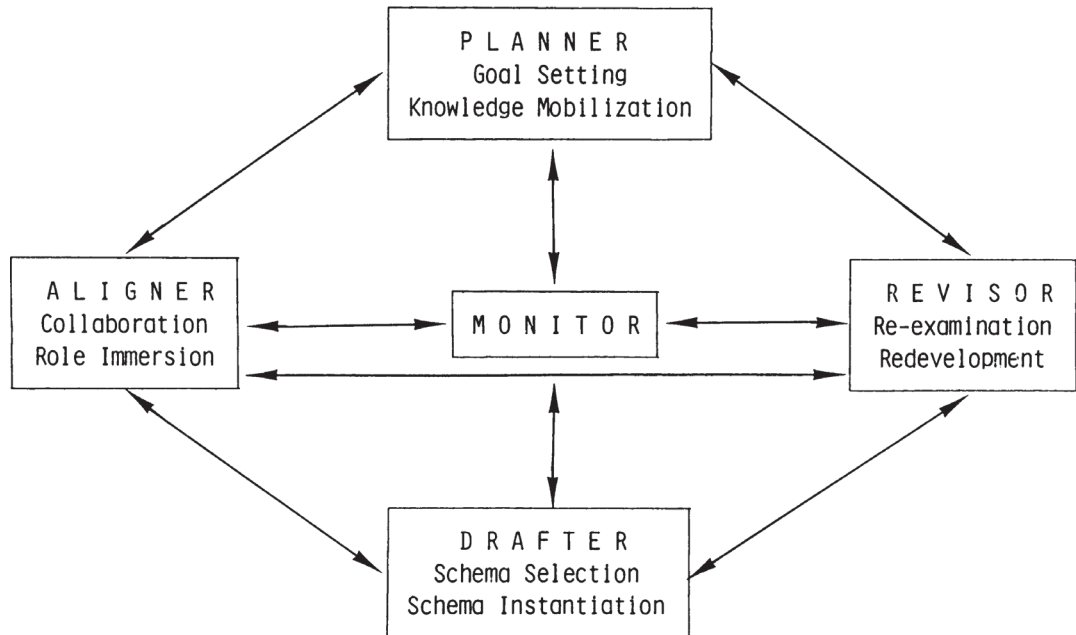 PLANNER
Goal Setting
Knowledge Mobilization
ALIGNER
Collaboration
Role Immersion
MONITOR
REVISOR
Re-examination
Redevelopment
DRAFTER
Schema Selection
Schema Instantiation